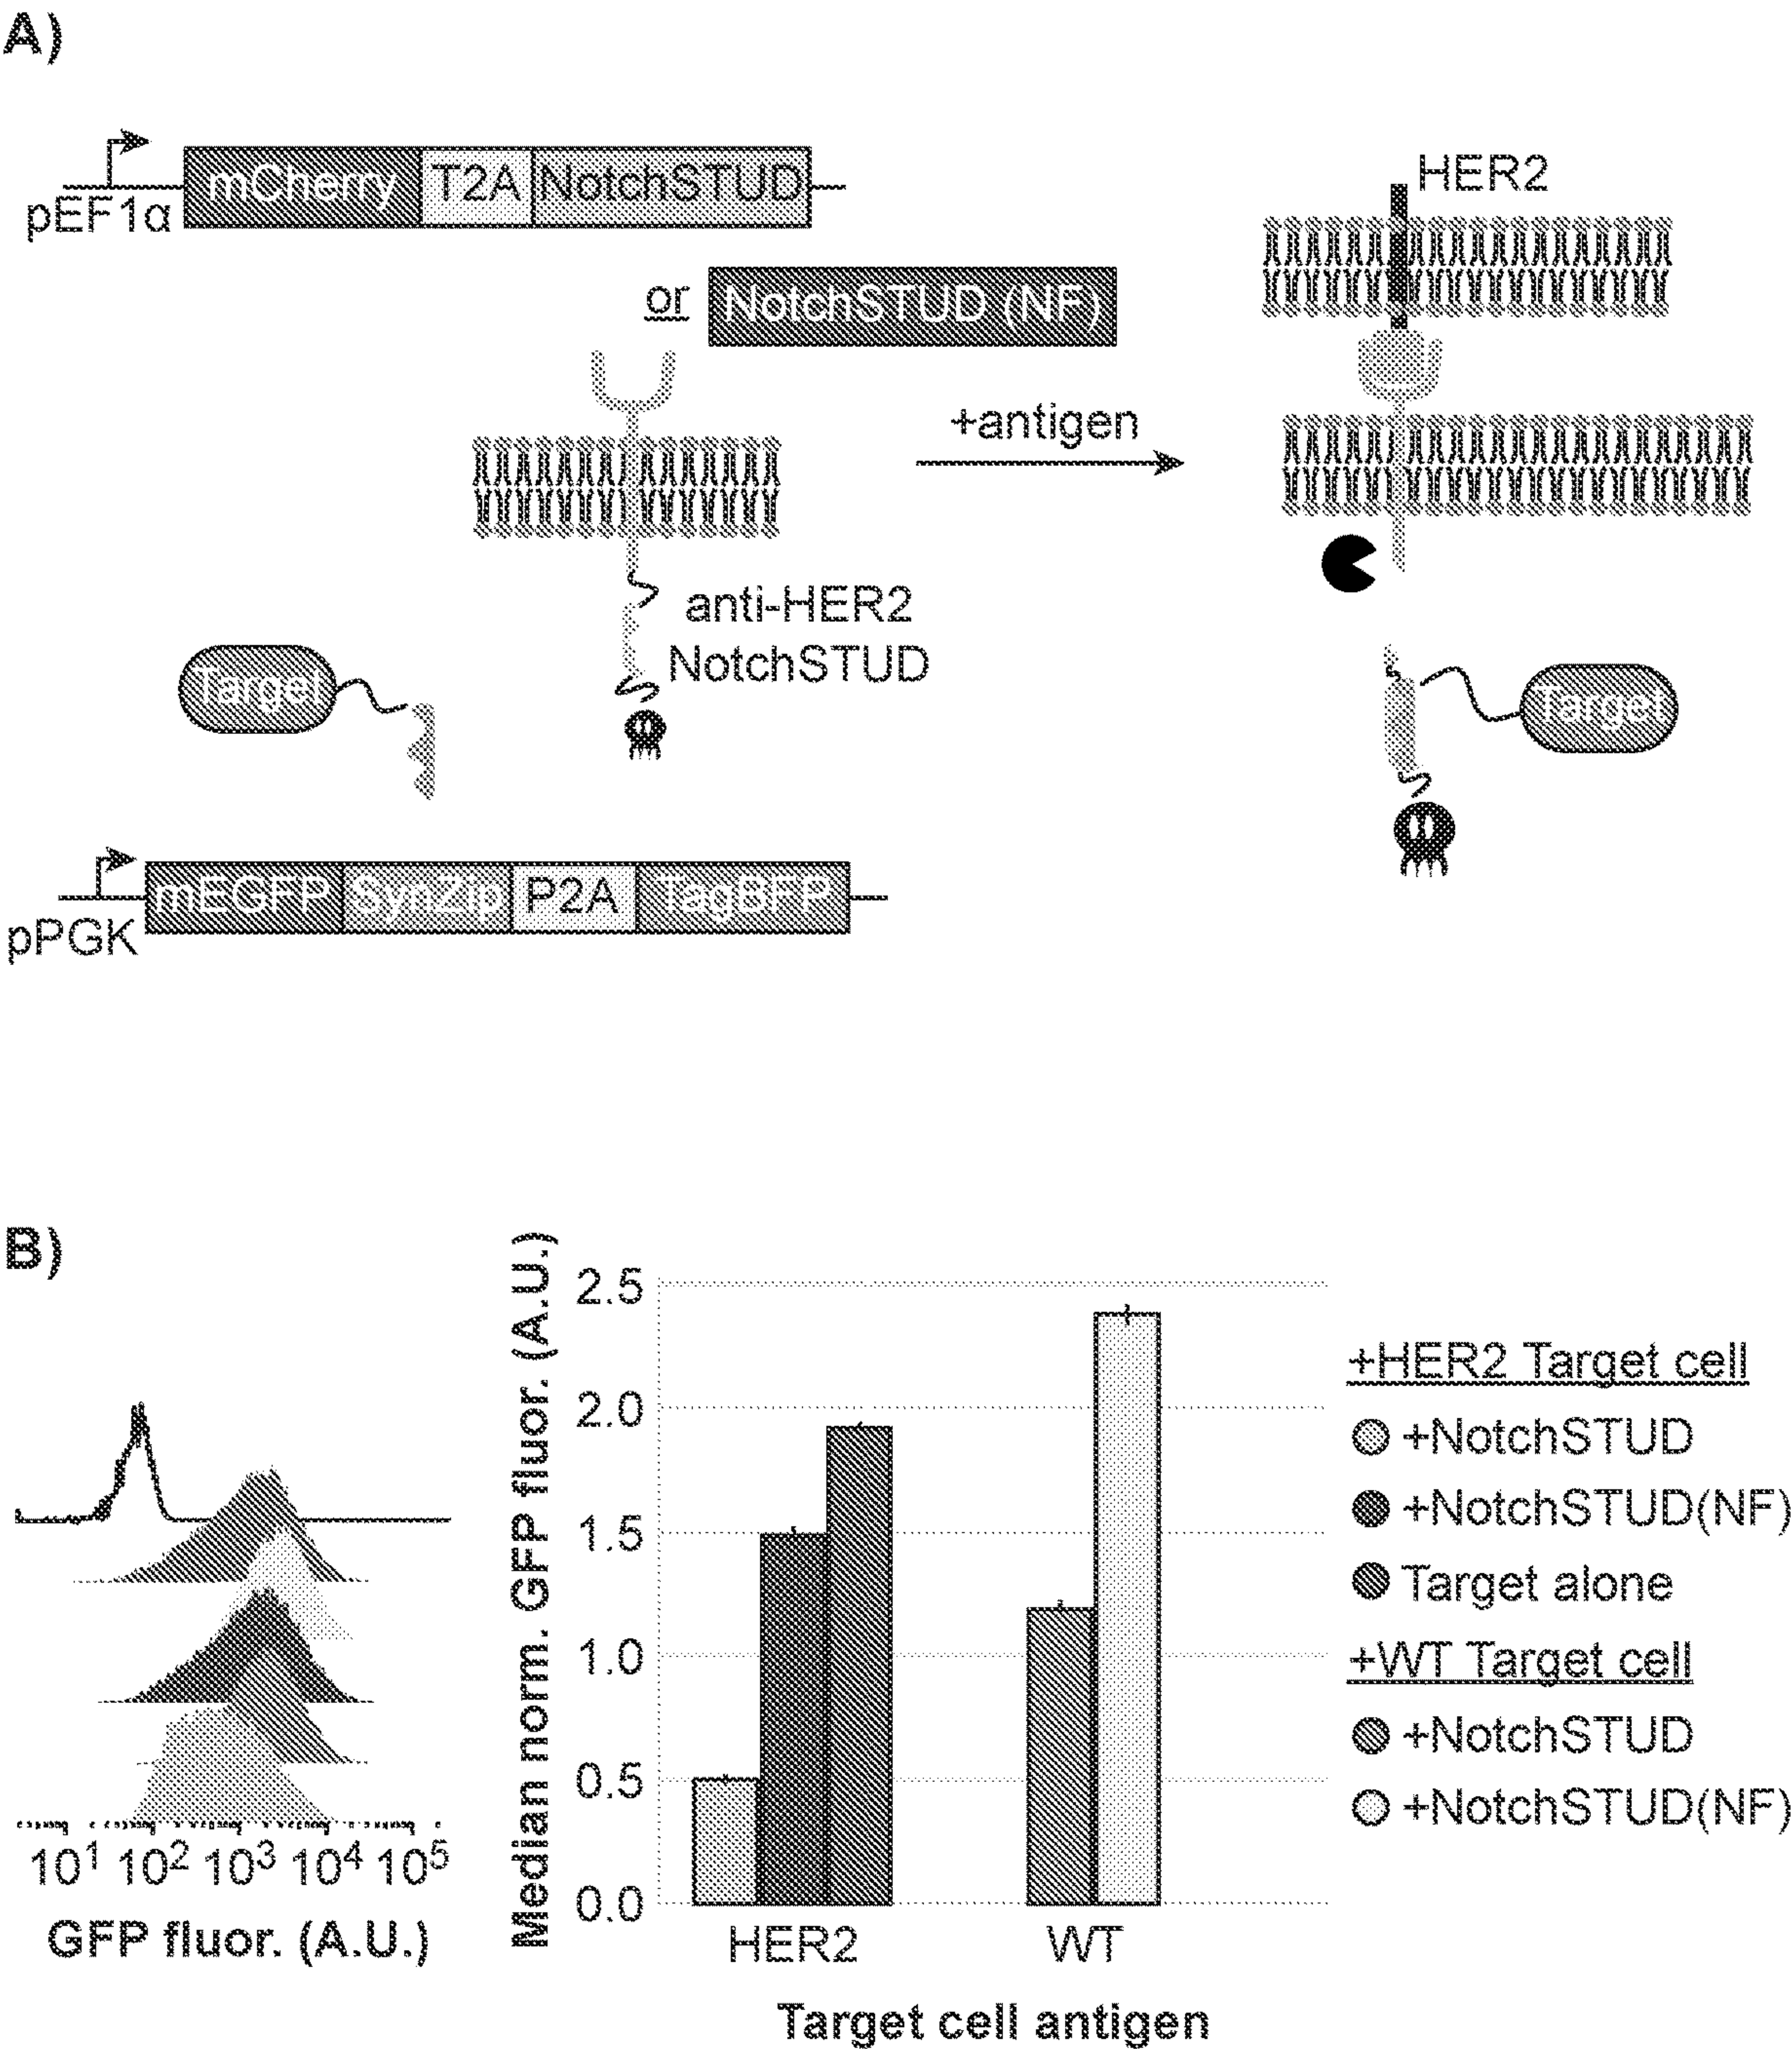 A)
mCherry T2A NotchSTUD
pEF1α
or NotchSTUD (NF)
HER2
+antigen
anti-HER2
NotchSTUD
Target
Target
mEGFP SynZip P2A TagBFP
pPGK
B)
10¹ 10² 10³ 10⁴ 10⁵
GFP fluor. (A.U.)
Median norm. GFP fluor. (A.U.)
2.5
2.0
1.5
1.0
0.5
0.0
HER2 WT
Target cell antigen
+HER2 Target cell
+NotchSTUD
+NotchSTUD(NF)
Target alone
+WT Target cell
+NotchSTUD
+NotchSTUD(NF)